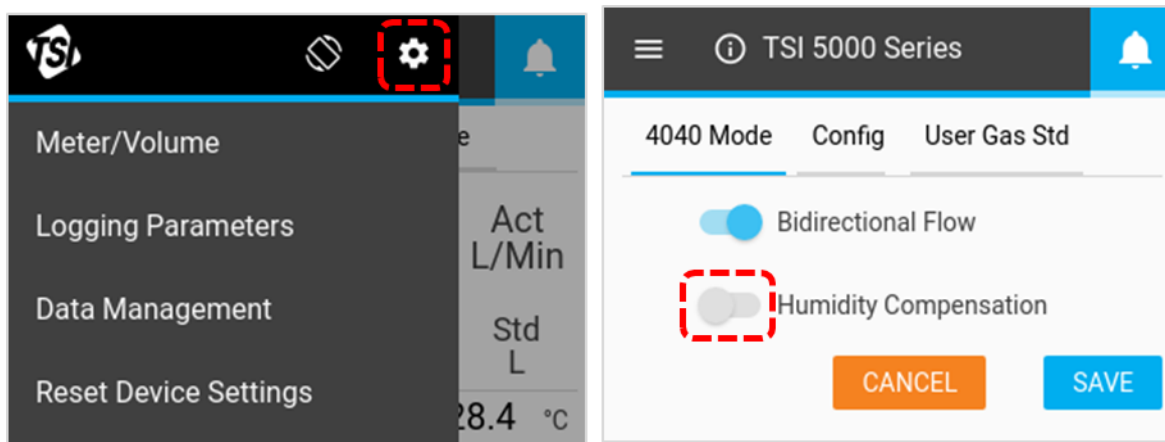 TSI
Meter/Volume
e
Logging Parameters
Act
L/Min
Data Management
Std
L
Reset Device Settings
28.4 °C
TSI 5000 Series
4040 Mode Config User Gas Std
Bidirectional Flow
Humidity Compensation
CANCEL SAVE